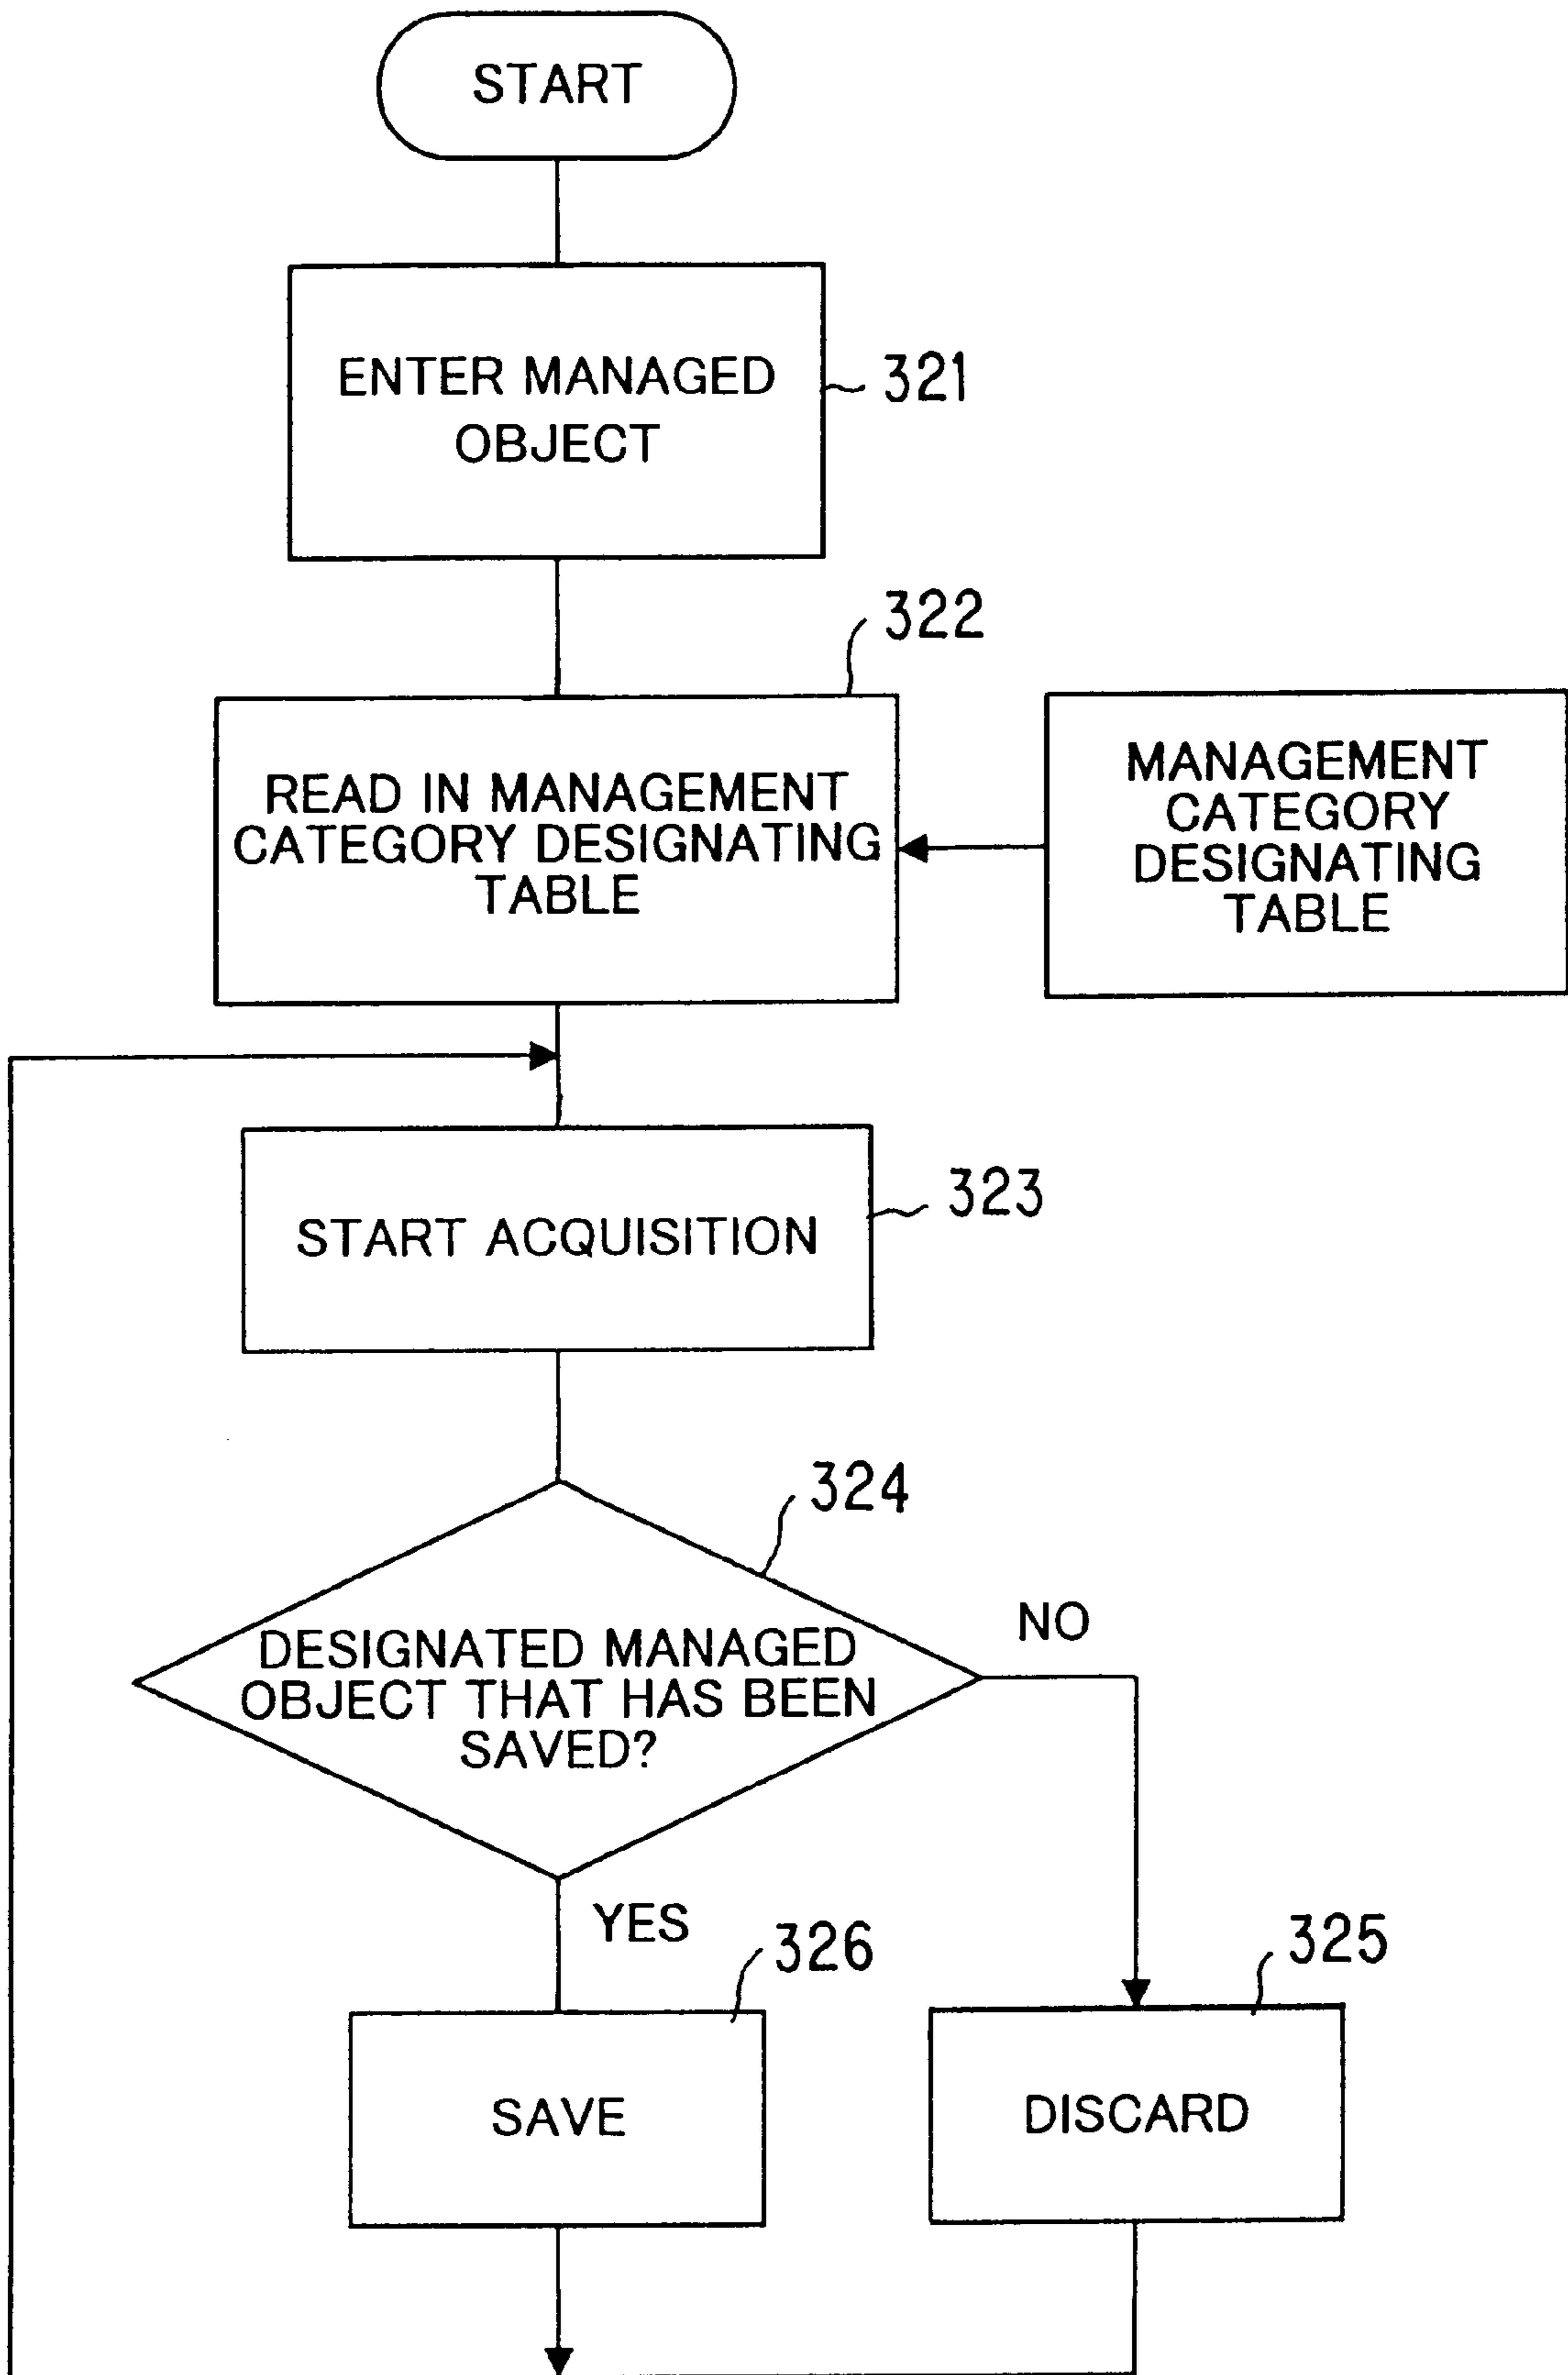 START
ENTER MANAGED
OBJECT
321
322
READ IN MANAGEMENT
CATEGORY DESIGNATING
TABLE
MANAGEMENT
CATEGORY
DESIGNATING
TABLE
START ACQUISITION
323
324
DESIGNATED MANAGED
OBJECT THAT HAS BEEN
SAVED?
NO
YES
326
325
SAVE
DISCARD